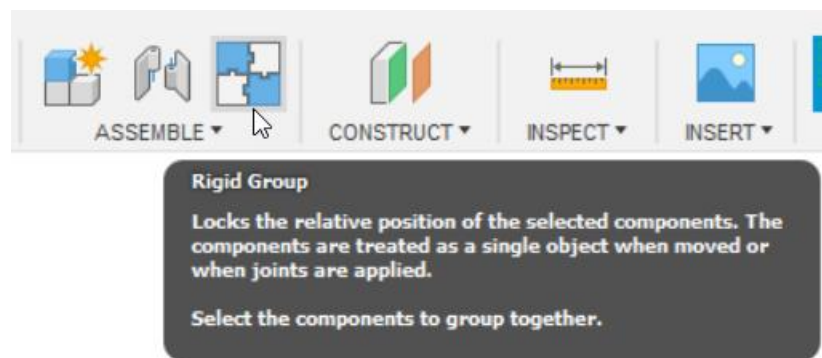 ASSEMBLE ▾
CONSTRUCT ▾
INSPECT ▾
INSERT ▾
Rigid Group
Locks the relative position of the selected components. The
components are treated as a single object when moved or
when joints are applied.
Select the components to group together.